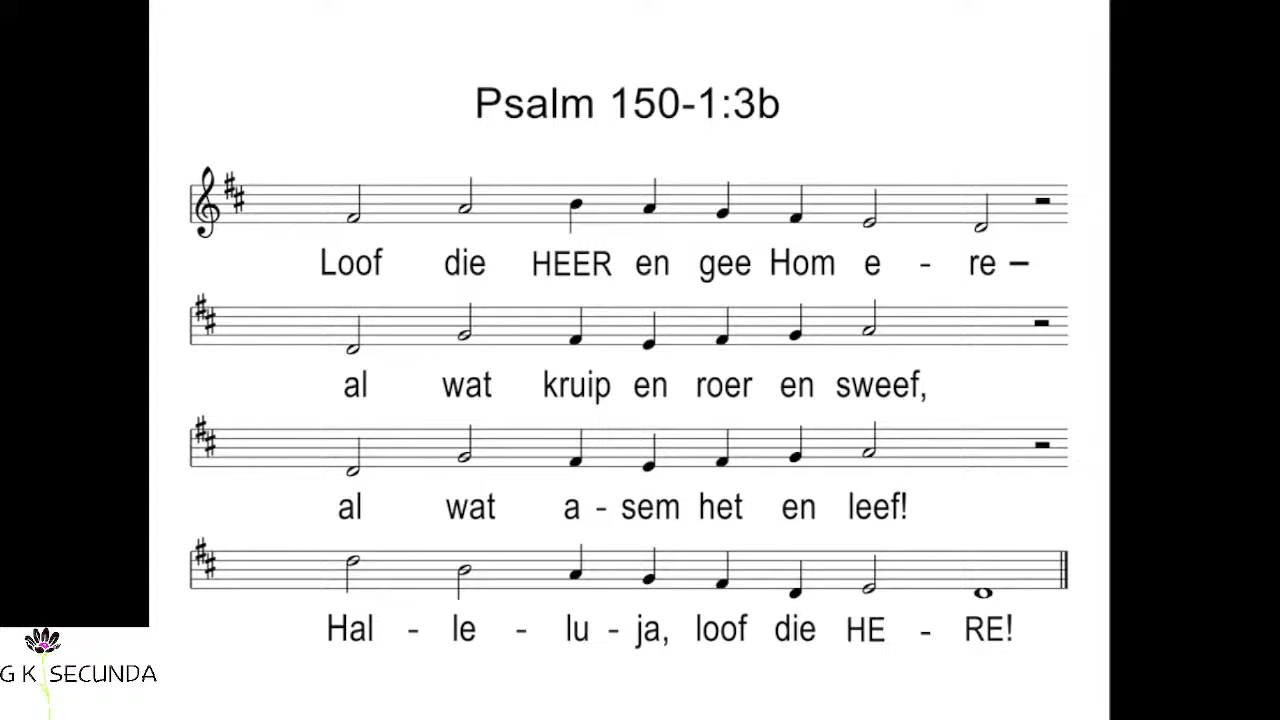 Psalm 150-1:3b
Loof die HEER en gee Hom e - re –
al wat kruip en roer en sweef,
al wat a - sem het en leef!
Hal - le - lu - ja, loof die HE - RE!
G K SECUNDA